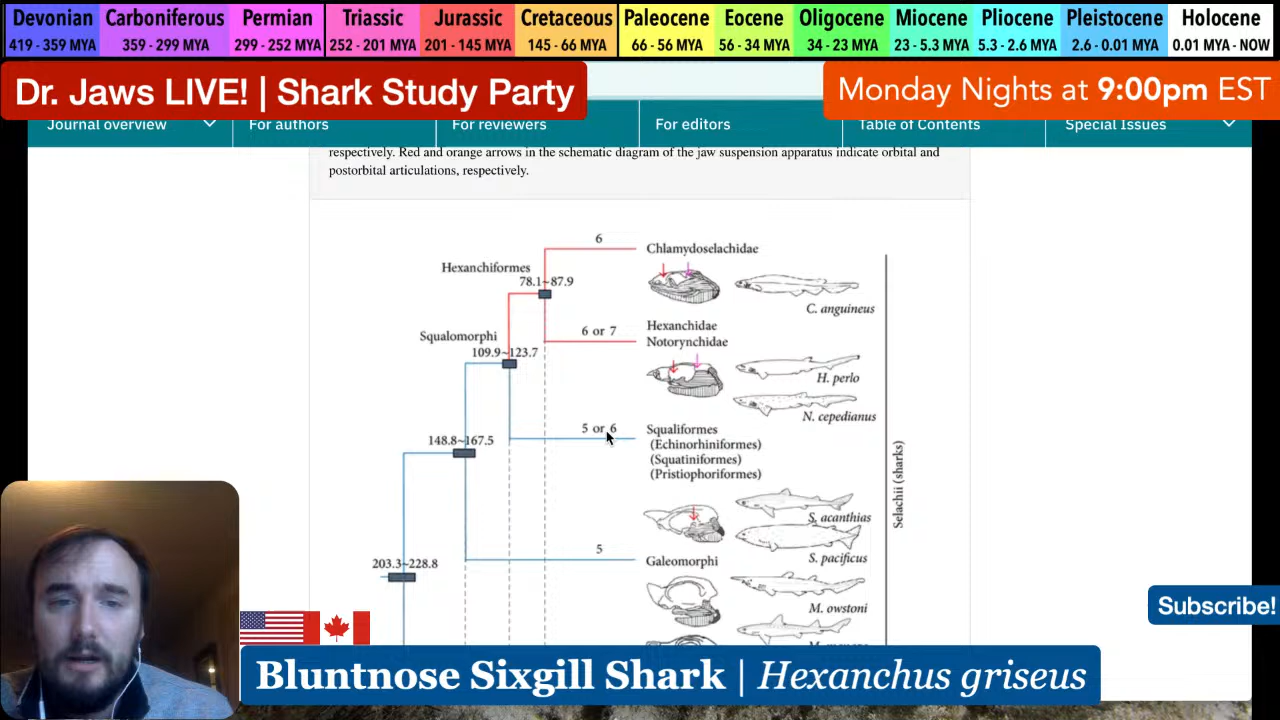 Devonian Carboniferous Permian Triassic Jurassic Cretaceous Paleocene Eocene Oligocene Miocene Pliocene Pleistocene Holocene
419 - 359 MYA 359 - 299 MYA 299 - 252 MYA 252 - 201 MYA 201 - 145 MYA 145 - 66 MYA 66 - 56 MYA 56 - 34 MYA 34 - 23 MYA 23 - 5.3 MYA 5.3 - 2.6 MYA 2.6 - 0.01 MYA 0.01 MYA - NOW
Dr. Jaws LIVE! | Shark Study Party
Monday Nights at 9:00pm EST
Journal overview For authors For reviewers For editors Table of Contents Special Issues
respectively. Red and orange arrows in the schematic diagram of the jaw suspension apparatus indicate orbital and
postorbital articulations, respectively.
6 Chlamydoselachidae
Hexanchiformes
78.1~87.9
C. anguineus
6 or 7 Hexanchidae
Notorynchidae
Squalomorphi
109.9~123.7
H. perlo
N. cepedianus
5 or 6 Squaliformes
(Echinorhiniformes)
(Squatiniformes)
(Pristiophoriformes)
148.8~167.5
Selachii (sharks)
S. acanthias
S. pacificus
5 Galeomorphi
203.3~228.8
M. owstoni
Subscribe!
Bluntnose Sixgill Shark | Hexanchus griseus